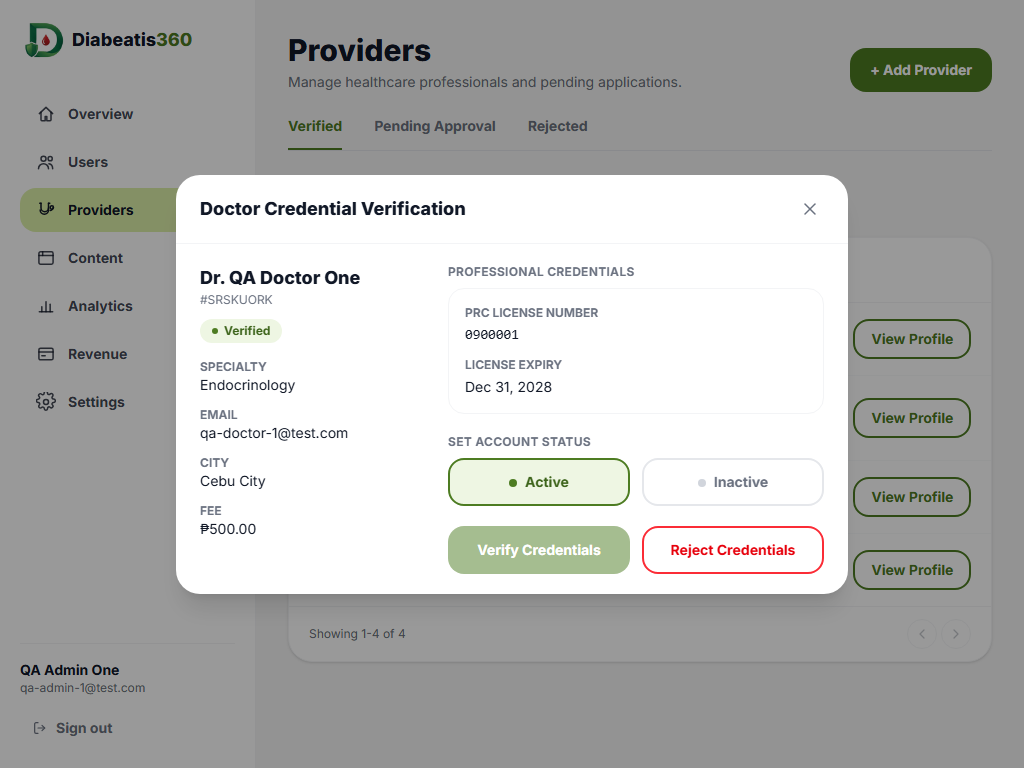 Diabeatis360
Overview
Users
Providers
Content
Analytics
Revenue
Settings
QA Admin One
qa-admin-1@test.com
Sign out
Providers
Manage healthcare professionals and pending applications.
+ Add Provider
Verified
Pending Approval
Rejected
Doctor Credential Verification
Dr. QA Doctor One
#SRSKUORK
Verified
SPECIALTY
Endocrinology
EMAIL
qa-doctor-1@test.com
CITY
Cebu City
FEE
₱500.00
PROFESSIONAL CREDENTIALS
PRC LICENSE NUMBER
0900001
LICENSE EXPIRY
Dec 31, 2028
SET ACCOUNT STATUS
Active
Inactive
Verify Credentials
Reject Credentials
View Profile
View Profile
View Profile
View Profile
Showing 1-4 of 4